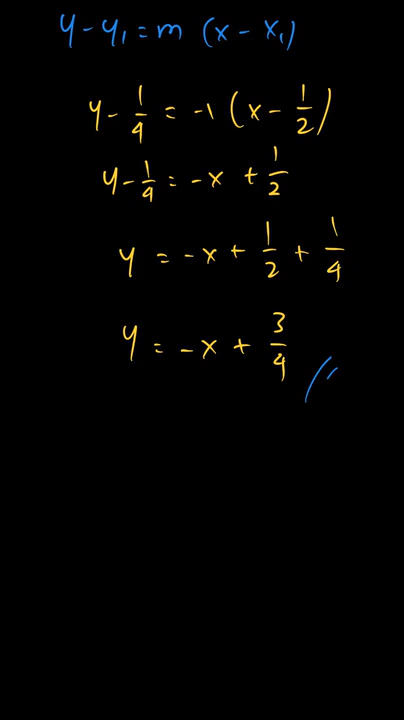 y - y₁ = m (x - x₁)
y - 1/4 = -1 (x - 1/2)
y - 1/4 = -x + 1/2
y = -x + 1/2 + 1/4
y = -x + 3/4 //